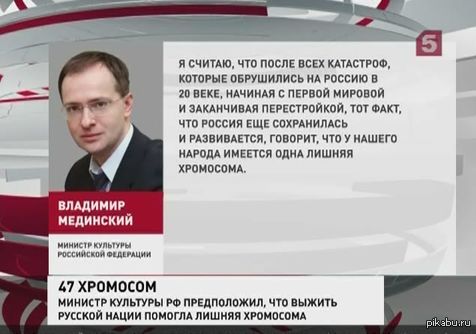 5
Я СЧИТАЮ, ЧТО ПОСЛЕ ВСЕХ КАТАСТРОФ,
КОТОРЫЕ ОБРУШИЛИСЬ НА РОССИЮ В
20 ВЕКЕ, НАЧИНАЯ С ПЕРВОЙ МИРОВОЙ
И ЗАКАНЧИВАЯ ПЕРЕСТРОЙКОЙ, ТОТ ФАКТ,
ЧТО РОССИЯ ЕЩЕ СОХРАНИЛАСЬ
И РАЗВИВАЕТСЯ, ГОВОРИТ, ЧТО У НАШЕГО
НАРОДА ИМЕЕТСЯ ОДНА ЛИШНЯЯ
ХРОМОСОМА.
ВЛАДИМИР
МЕДИНСКИЙ
МИНИСТР КУЛЬТУРЫ
РОССИЙСКОЙ ФЕДЕРАЦИИ
47 ХРОМОСОМ
МИНИСТР КУЛЬТУРЫ РФ ПРЕДПОЛОЖИЛ, ЧТО ВЫЖИТЬ
РУССКОЙ НАЦИИ ПОМОГЛА ЛИШНЯЯ ХРОМОСОМА
pikabu.ru